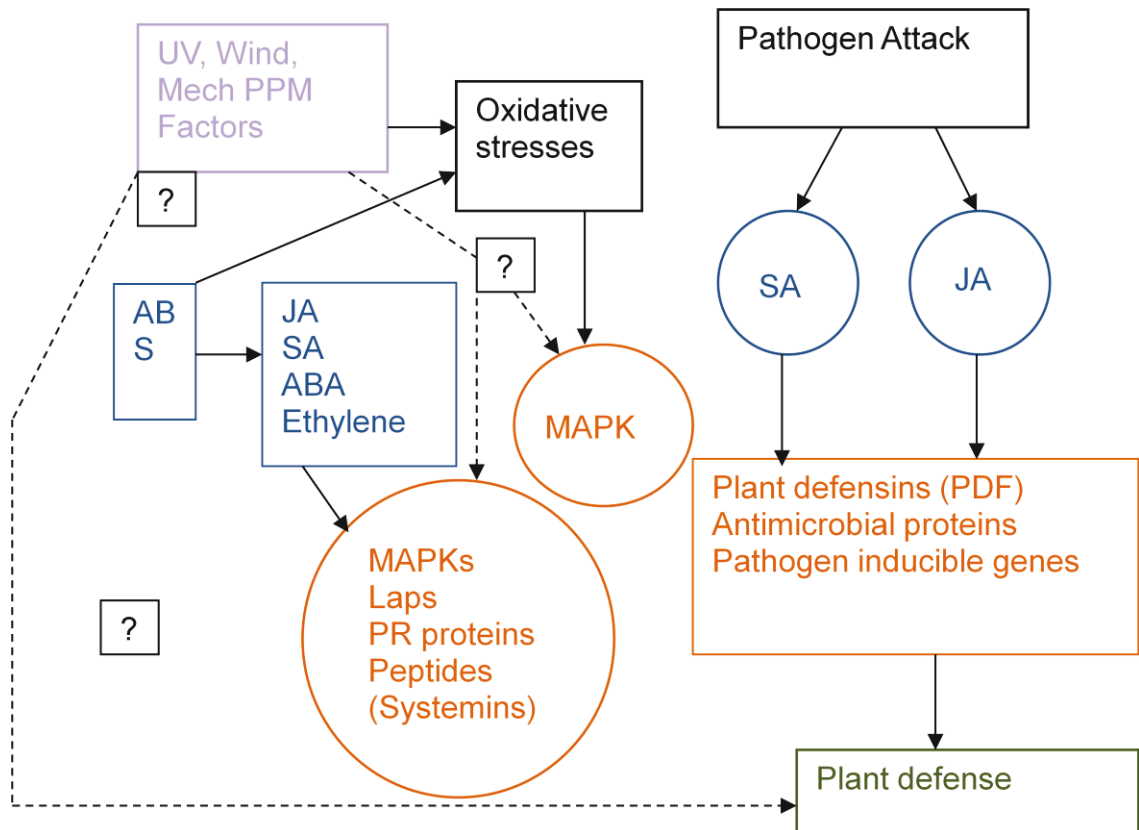 UV, Wind,
Mech PPM
Factors
Oxidative
stresses
Pathogen Attack
?
?
AB
S
JA
SA
ABA
Ethylene
MAPK
SA
JA
MAPKs
Laps
PR proteins
Peptides
(Systemins)
Plant defensins (PDF)
Antimicrobial proteins
Pathogen inducible genes
?
Plant defense